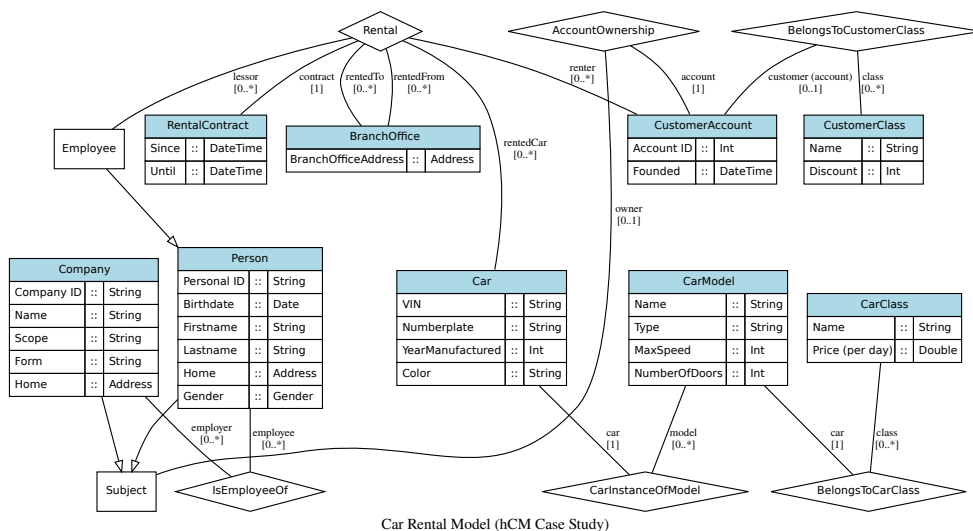 Rental
AccountOwnership
BelongsToCustomerClass
lessor
[0..*]
contract
[1]
rentedTo
[0..*]
rentedFrom
[0..*]
renter
[0..*]
account
[1]
customer (account)
[0..1]
class
[0..*]
Employee
RentalContract
Since :: DateTime
Until :: DateTime
BranchOffice
BranchOfficeAddress :: Address
rentedCar
[0..*]
CustomerAccount
Account ID :: Int
Founded :: DateTime
CustomerClass
Name :: String
Discount :: Int
owner
[0..1]
Company
Company ID :: String
Name :: String
Scope :: String
Form :: String
Home :: Address
Person
Personal ID :: String
Birthdate :: Date
Firstname :: String
Lastname :: String
Home :: Address
Gender :: Gender
Car
VIN :: String
Numberplate :: String
YearManufactured :: Int
Color :: String
CarModel
Name :: String
Type :: String
MaxSpeed :: Int
NumberOfDoors :: Int
CarClass
Name :: String
Price (per day) :: Double
employer
[0..*]
employee
[0..*]
car
[1]
model
[0..*]
car
[1]
class
[0..*]
Subject
IsEmployeeOf
CarInstanceOfModel
BelongsToCarClass
Car Rental Model (hCM Case Study)